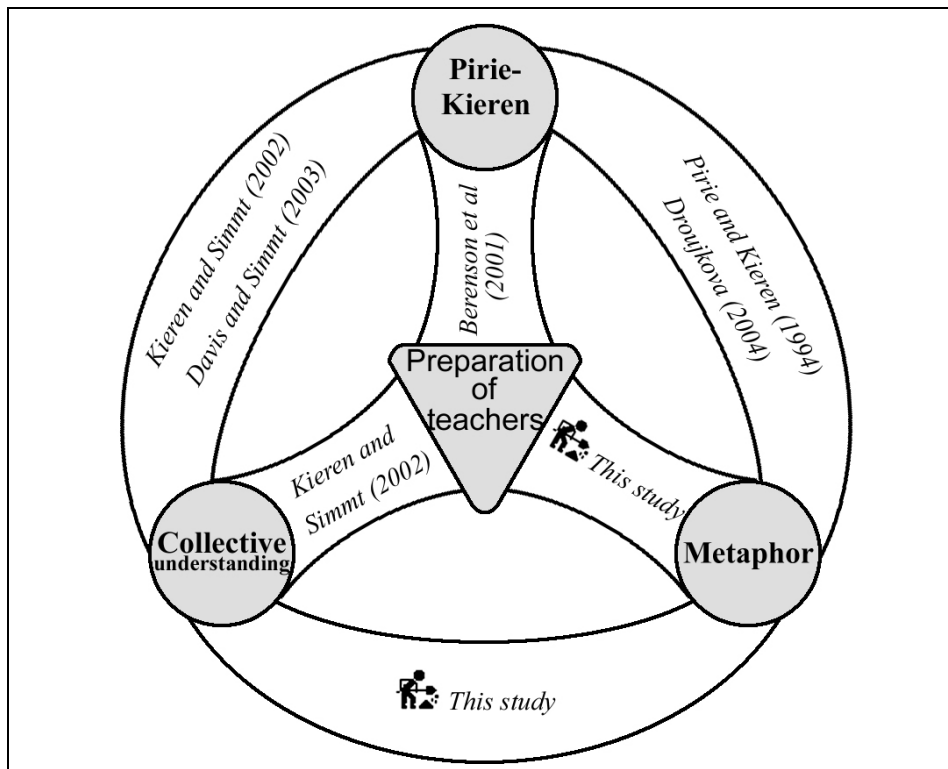 Pirie-
Kieren
Kieren and Simmt (2002)
Davis and Simmt (2003)
Berenson et al
(2001)
Pirie and Kieren (1994)
Droujkova (2004)
Preparation
of
teachers
Kieren and
Simmt (2002)
This study
Collective
understanding
Metaphor
This study